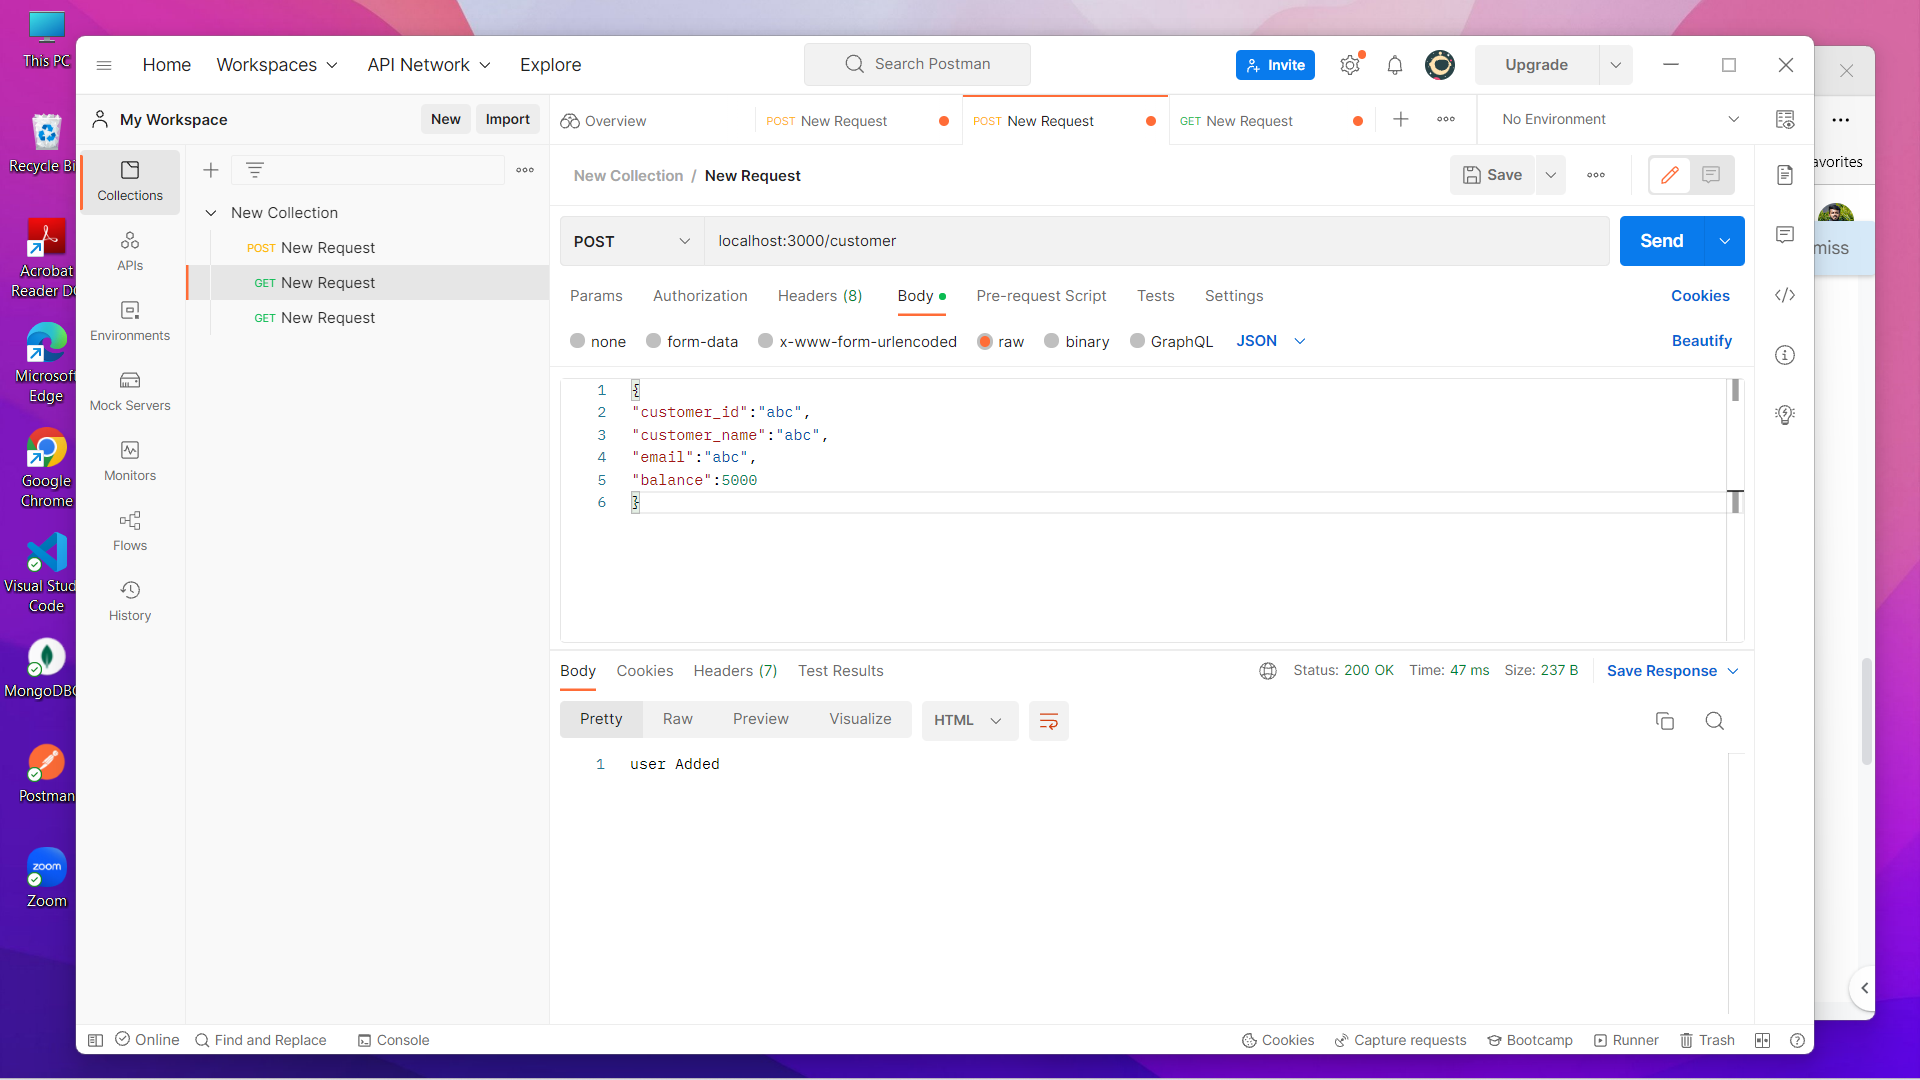 This PC
Recycle Bi
Acrobat
Reader DC
Microsoft
Edge
Google
Chrome
Visual Stud
Code
MongoDBC
Postman
zoom
Zoom
Home
Workspaces
API Network
Explore
Search Postman
Invite
Upgrade
My Workspace
New
Import
Overview
POST New Request
POST New Request
GET New Request
No Environment
avorites
miss
Collections
APIs
Environments
Mock Servers
Monitors
Flows
History
New Collection
POST New Request
GET New Request
GET New Request
New Collection / New Request
Save
POST
localhost:3000/customer
Send
Params
Authorization
Headers (8)
Body
Pre-request Script
Tests
Settings
Cookies
none
form-data
x-www-form-urlencoded
raw
binary
GraphQL
JSON
Beautify
1 {
2 "customer_id":"abc",
3 "customer_name":"abc",
4 "email":"abc",
5 "balance":5000
6 }
Body
Cookies
Headers (7)
Test Results
Status: 200 OK
Time: 47 ms
Size: 237 B
Save Response
Pretty
Raw
Preview
Visualize
HTML
1 user Added
Online
Find and Replace
Console
Cookies
Capture requests
Bootcamp
Runner
Trash